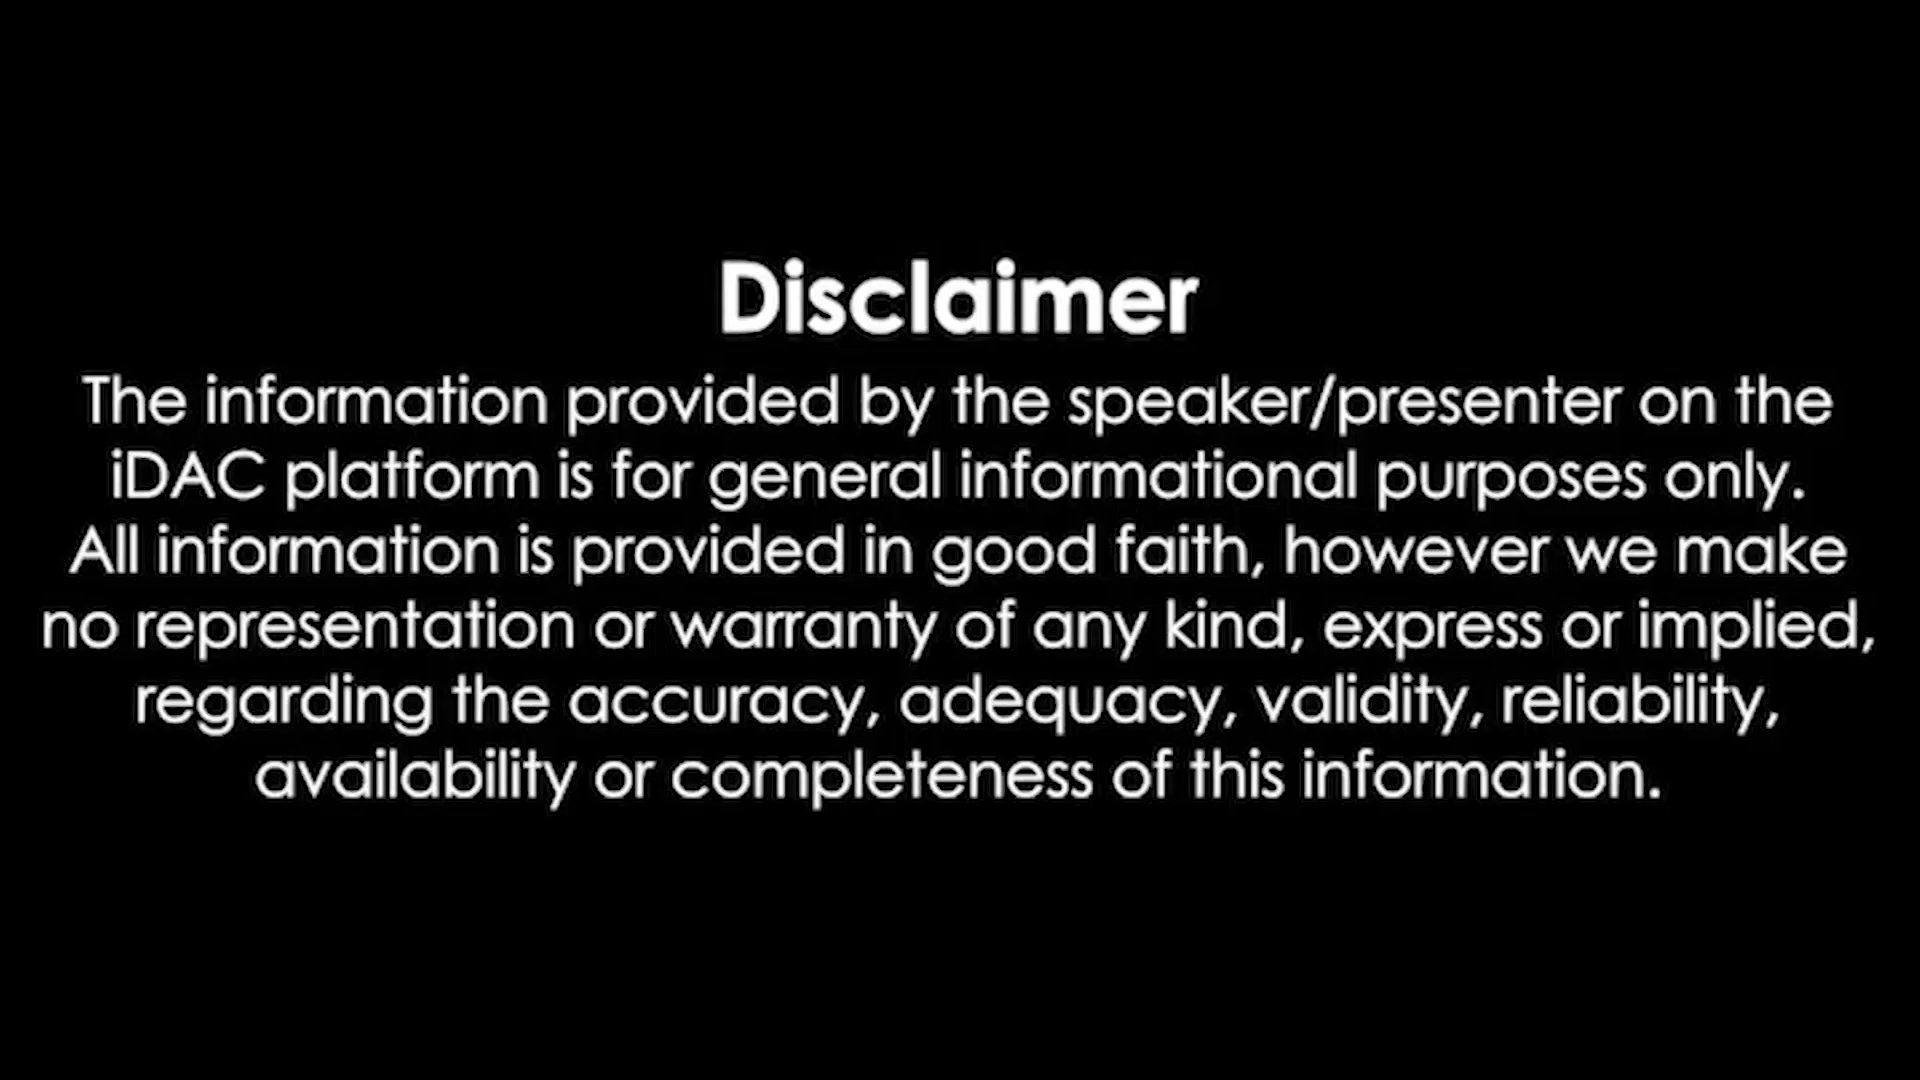 Disclaimer
The information provided by the speaker/presenter on the
iDAC platform is for general informational purposes only.
All information is provided in good faith, however we make
no representation or warranty of any kind, express or implied,
regarding the accuracy, adequacy, validity, reliability,
availability or completeness of this information.